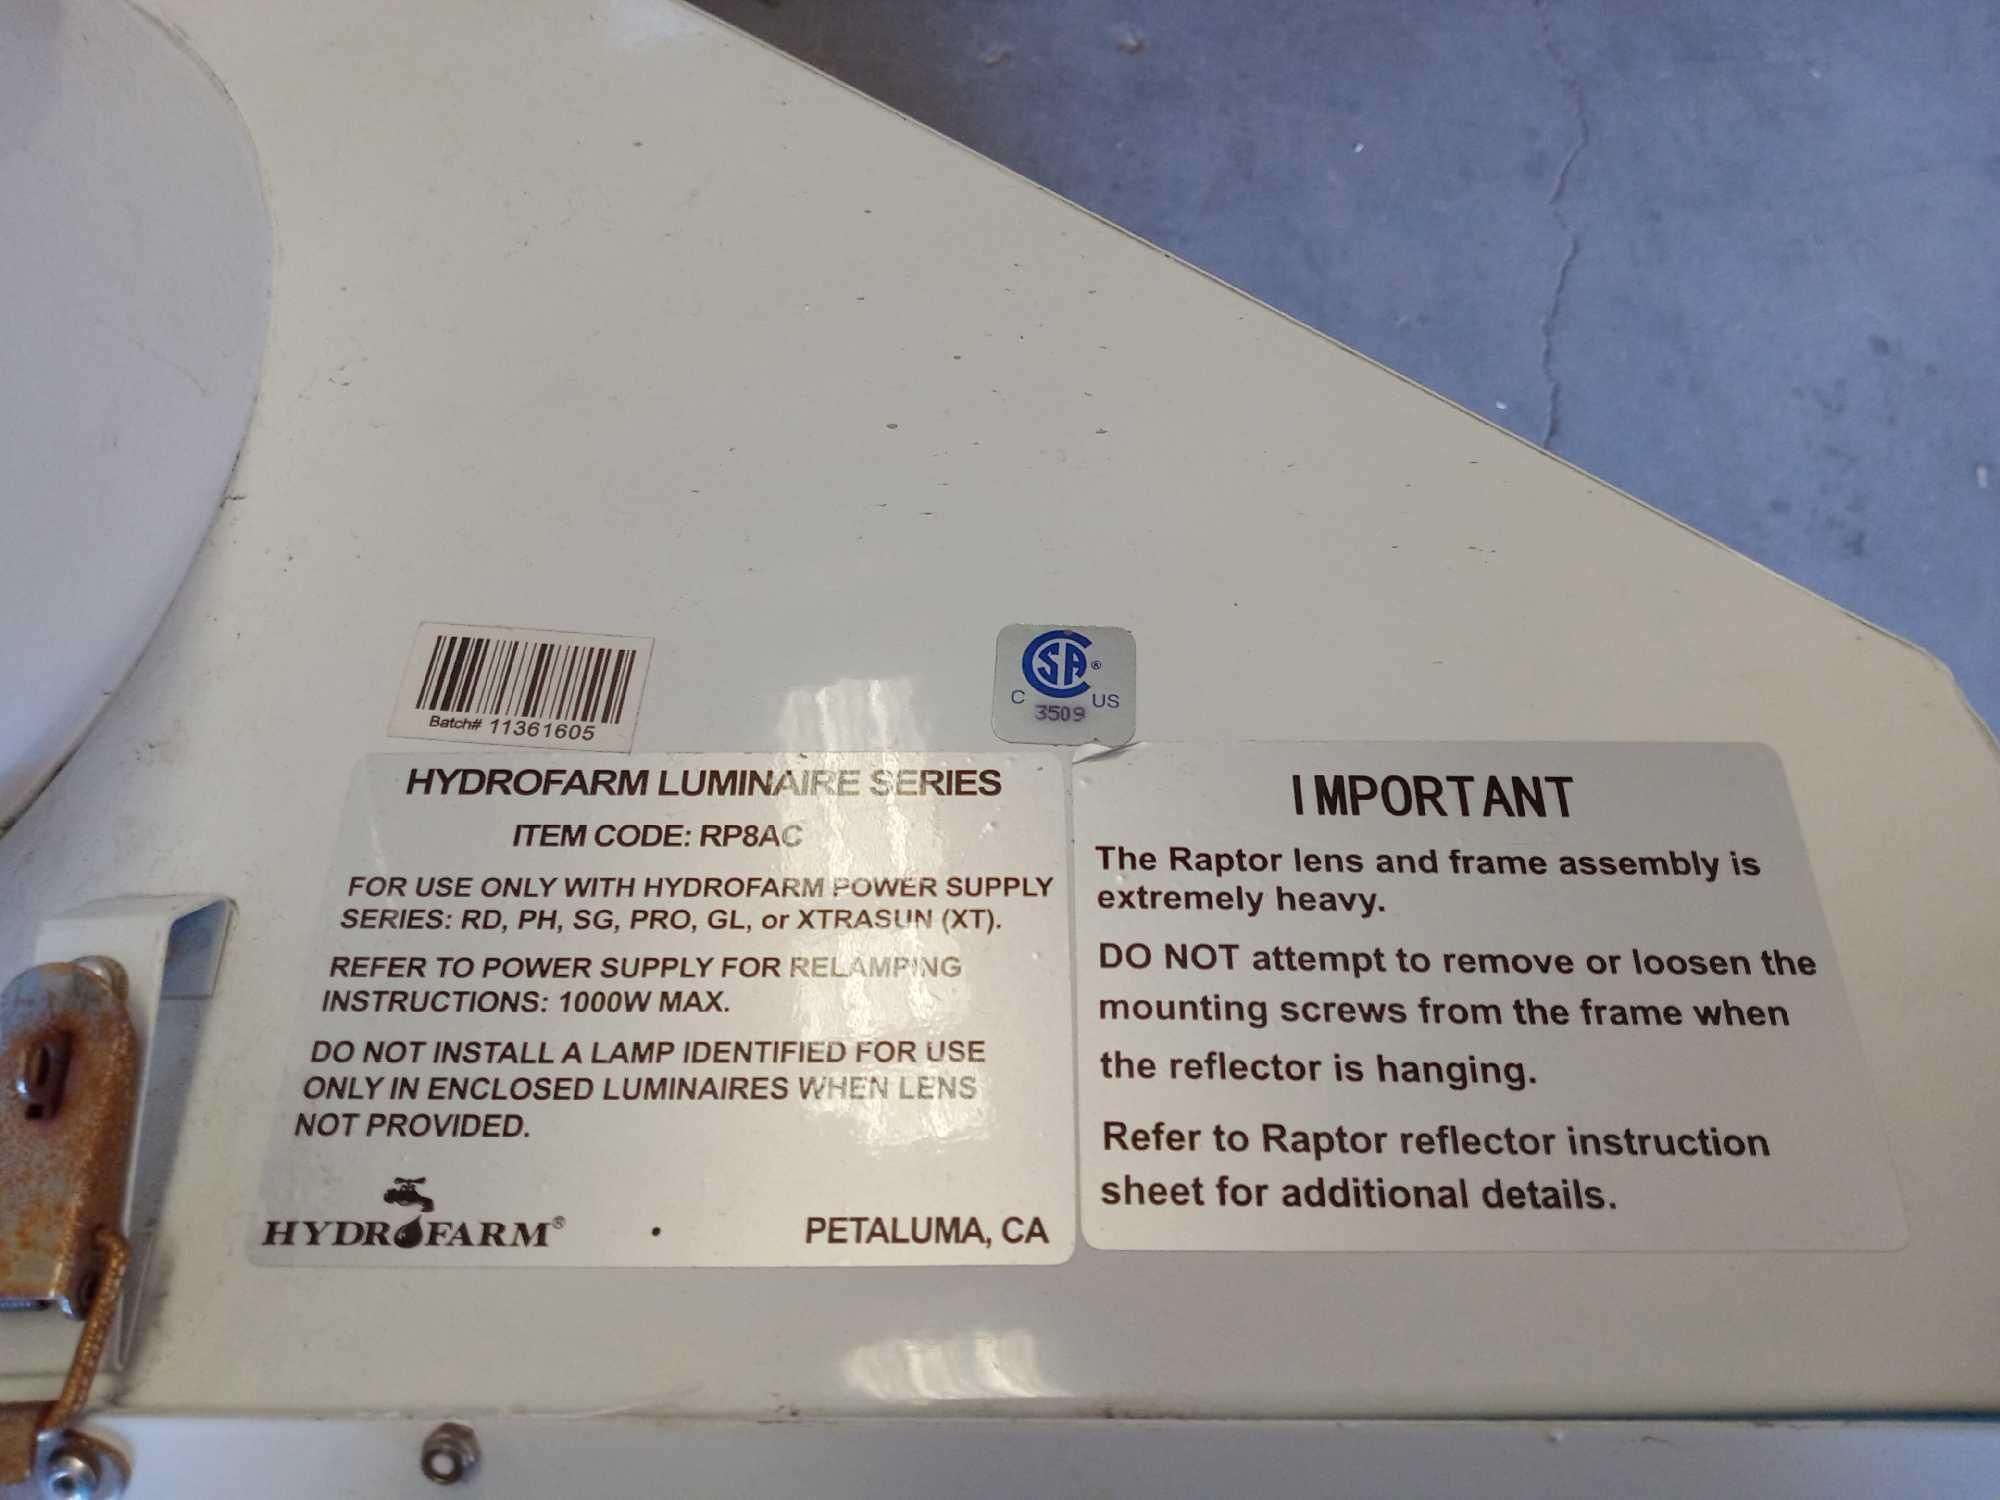 Batch# 11361605
CSA®
C US
3509
HYDROFARM LUMINAIRE SERIES
ITEM CODE: RP8AC
FOR USE ONLY WITH HYDROFARM POWER SUPPLY
SERIES: RD, PH, SG, PRO, GL, or XTRASUN (XT).
REFER TO POWER SUPPLY FOR RELAMPING
INSTRUCTIONS: 1000W MAX.
DO NOT INSTALL A LAMP IDENTIFIED FOR USE
ONLY IN ENCLOSED LUMINAIRES WHEN LENS
NOT PROVIDED.
HYDROFARM® · PETALUMA, CA
IMPORTANT
The Raptor lens and frame assembly is
extremely heavy.
DO NOT attempt to remove or loosen the
mounting screws from the frame when
the reflector is hanging.
Refer to Raptor reflector instruction
sheet for additional details.